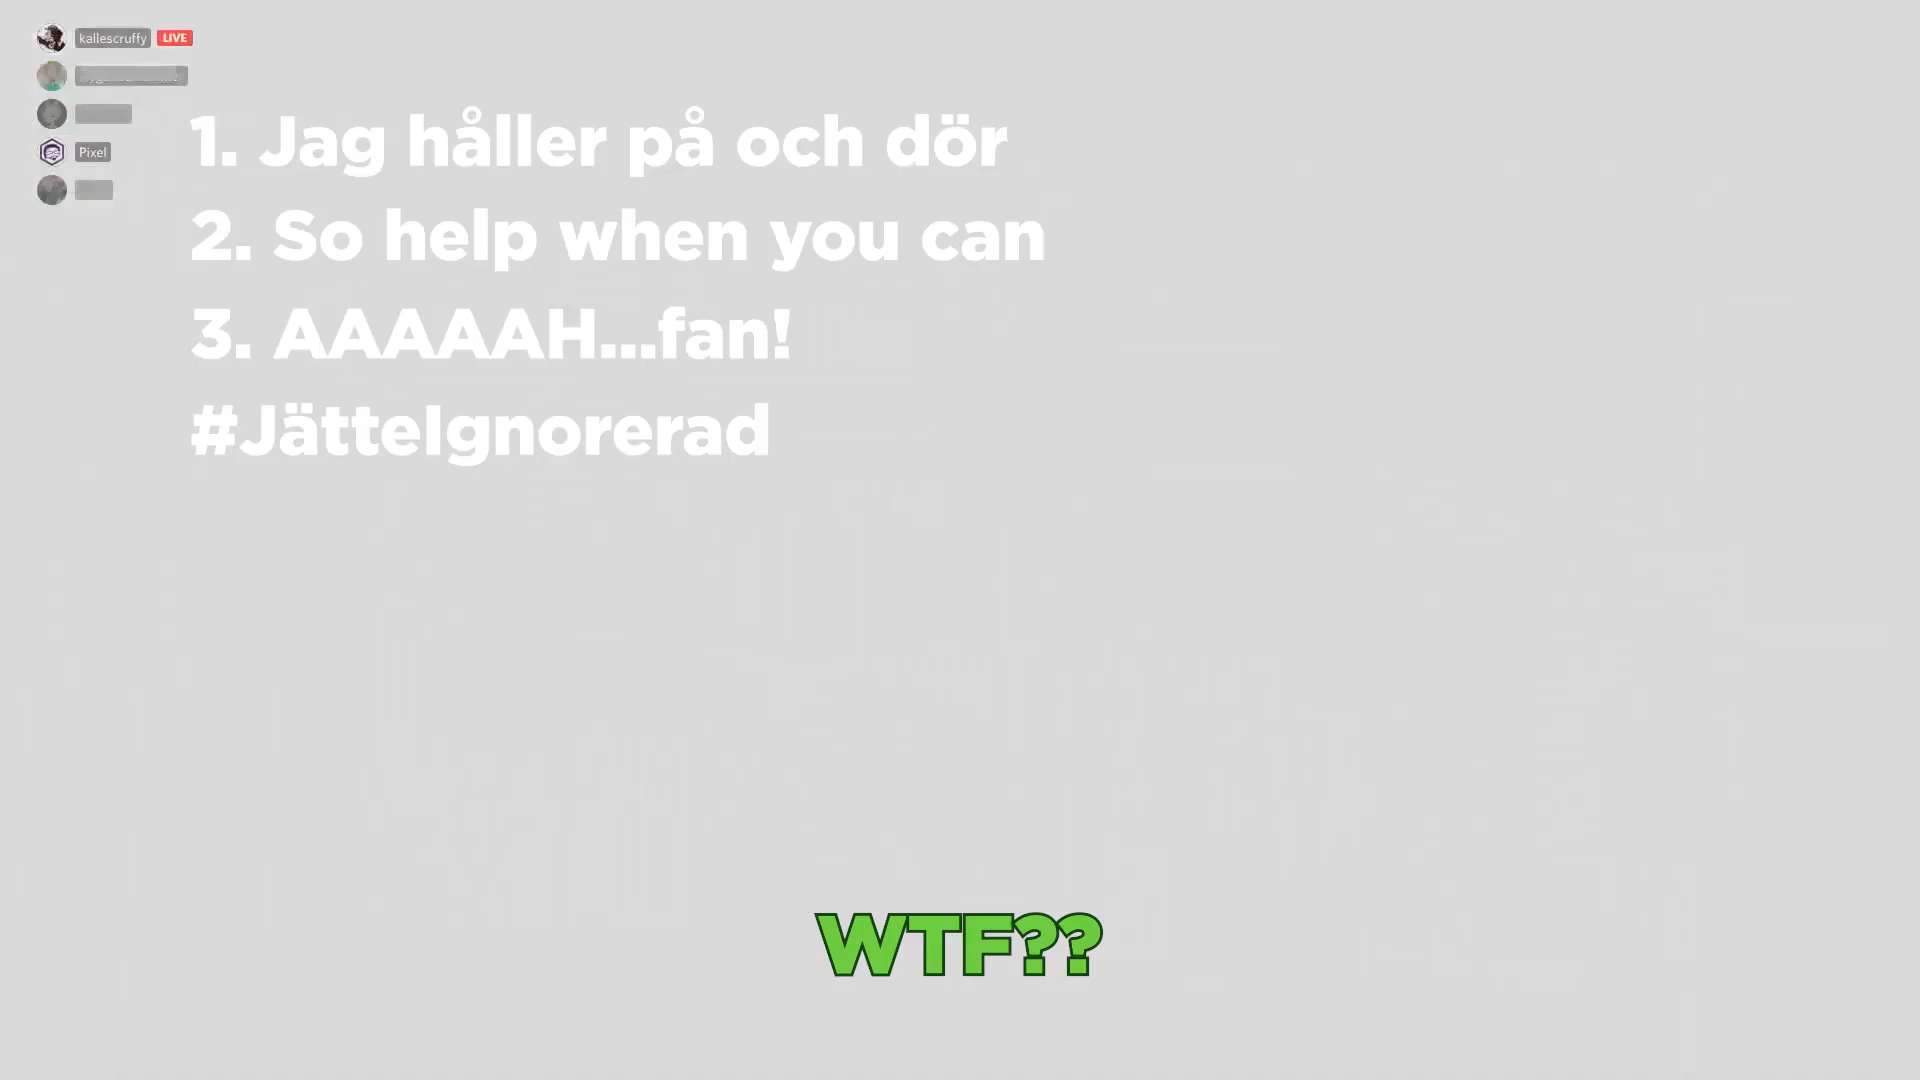 kallescruffy LIVE
Pixel
1. Jag håller på och dör
2. So help when you can
3. AAAAAH...fan!
#JätteIgnorerad
WTF??